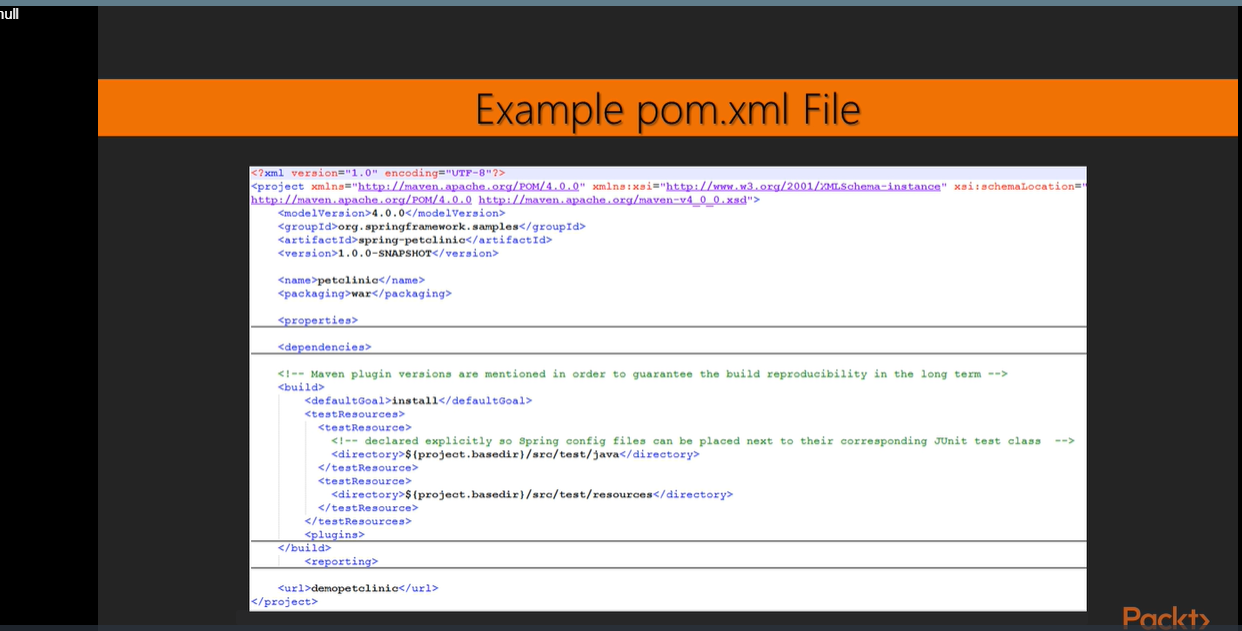 null
Example pom.xml File
<?xml version="1.0" encoding="UTF-8"?>
<project xmlns="http://maven.apache.org/POM/4.0.0" xmlns:xsi="http://www.w3.org/2001/XMLSchema-instance" xsi:schemaLocation="
http://maven.apache.org/POM/4.0.0 http://maven.apache.org/maven-v4_0_0.xsd">
<modelVersion>4.0.0</modelVersion>
<groupId>org.springframework.samples</groupId>
<artifactId>spring-petclinic</artifactId>
<version>1.0.0-SNAPSHOT</version>
<name>petclinic</name>
<packaging>war</packaging>
<properties>
<dependencies>
<!-- Maven plugin versions are mentioned in order to guarantee the build reproducibility in the long term -->
<build>
<defaultGoal>install</defaultGoal>
<testResources>
<testResource>
<!-- declared explicitly so Spring config files can be placed next to their corresponding JUnit test class  -->
<directory>${project.basedir}/src/test/java</directory>
</testResource>
<testResource>
<directory>${project.basedir}/src/test/resources</directory>
</testResource>
</testResources>
<plugins>
</build>
<reporting>
<url>demopetclinic</url>
</project>
Packt>